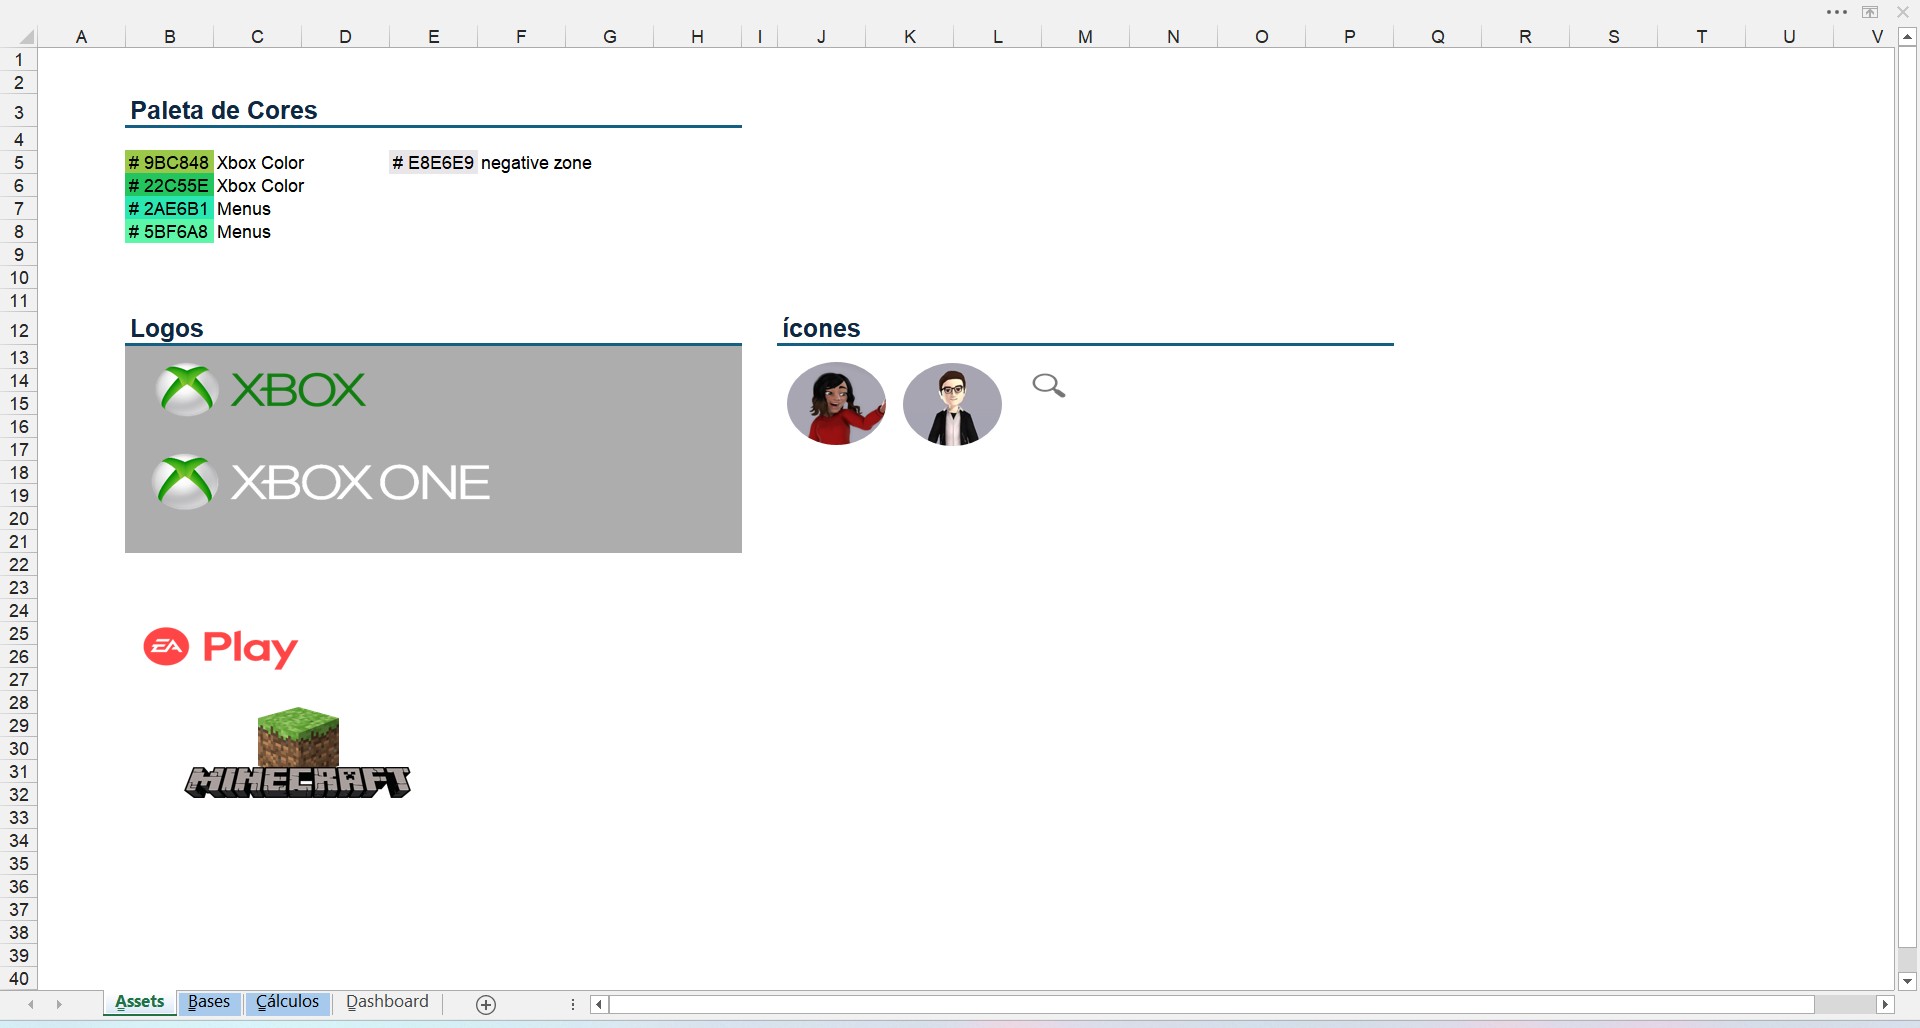 A B C D E F G H I J K L M N O P Q R S T U V
1
2
3 Paleta de Cores
4
5 # 9BC848 Xbox Color # E8E6E9 negative zone
6 # 22C55E Xbox Color
7 # 2AE6B1 Menus
8 # 5BF6A8 Menus
9
10
11
12 Logos ícones
13
14 XBOX
15
16
17
18 XBOX ONE
19
20
21
22
23
24
25 EA Play
26
27
28
29
30
31 MINECRAFT
32
33
34
35
36
37
38
39
40
Assets Bases Cálculos Dashboard